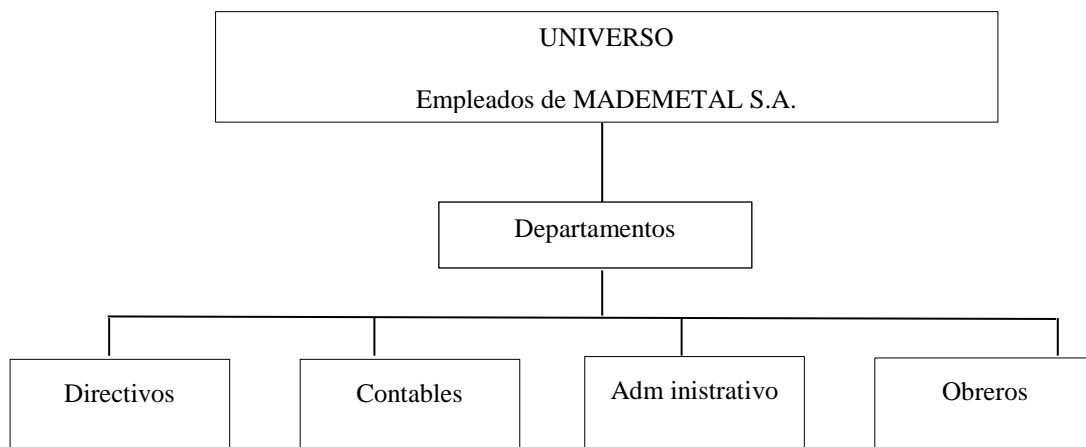 UNIVERSO
Empleados de MADEMETAL S.A.
Departamentos
Directivos
Contables
Adm inistrativo
Obreros